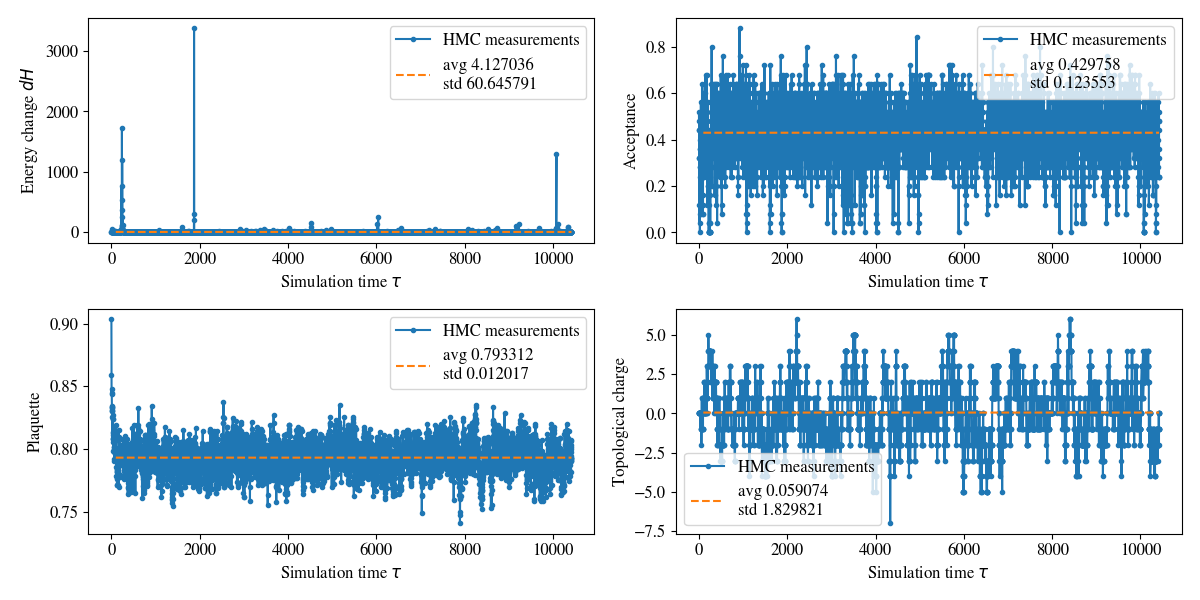 Energy change dH
3000
2000
1000
0
HMC measurements
avg 4.127036
std 60.645791
0
2000
4000
6000
8000
10000
Simulation time τ
Acceptance
0.8
0.6
0.4
0.2
0.0
HMC measurements
avg 0.429758
std 0.123553
0
2000
4000
6000
8000
10000
Simulation time τ
Plaquette
0.90
0.85
0.80
0.75
HMC measurements
avg 0.793312
std 0.012017
0
2000
4000
6000
8000
10000
Simulation time τ
Topological charge
5.0
2.5
0.0
−2.5
−5.0
−7.5
HMC measurements
avg 0.059074
std 1.829821
0
2000
4000
6000
8000
10000
Simulation time τ